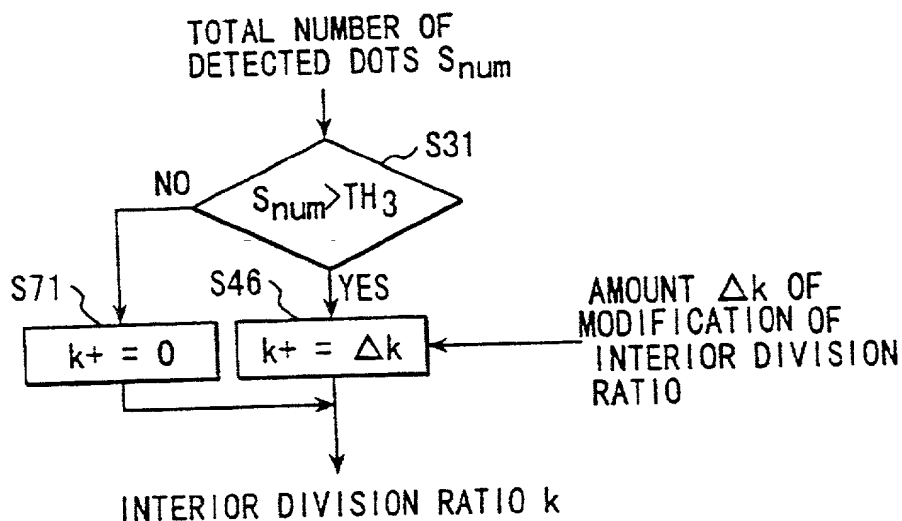 TOTAL NUMBER OF
DETECTED DOTS Snum
S31
NO
Snum>TH3
S71
S46
YES
k+ = 0
k+ = Δk
AMOUNT Δk OF
MODIFICATION OF
INTERIOR DIVISION
RATIO
INTERIOR DIVISION RATIO k